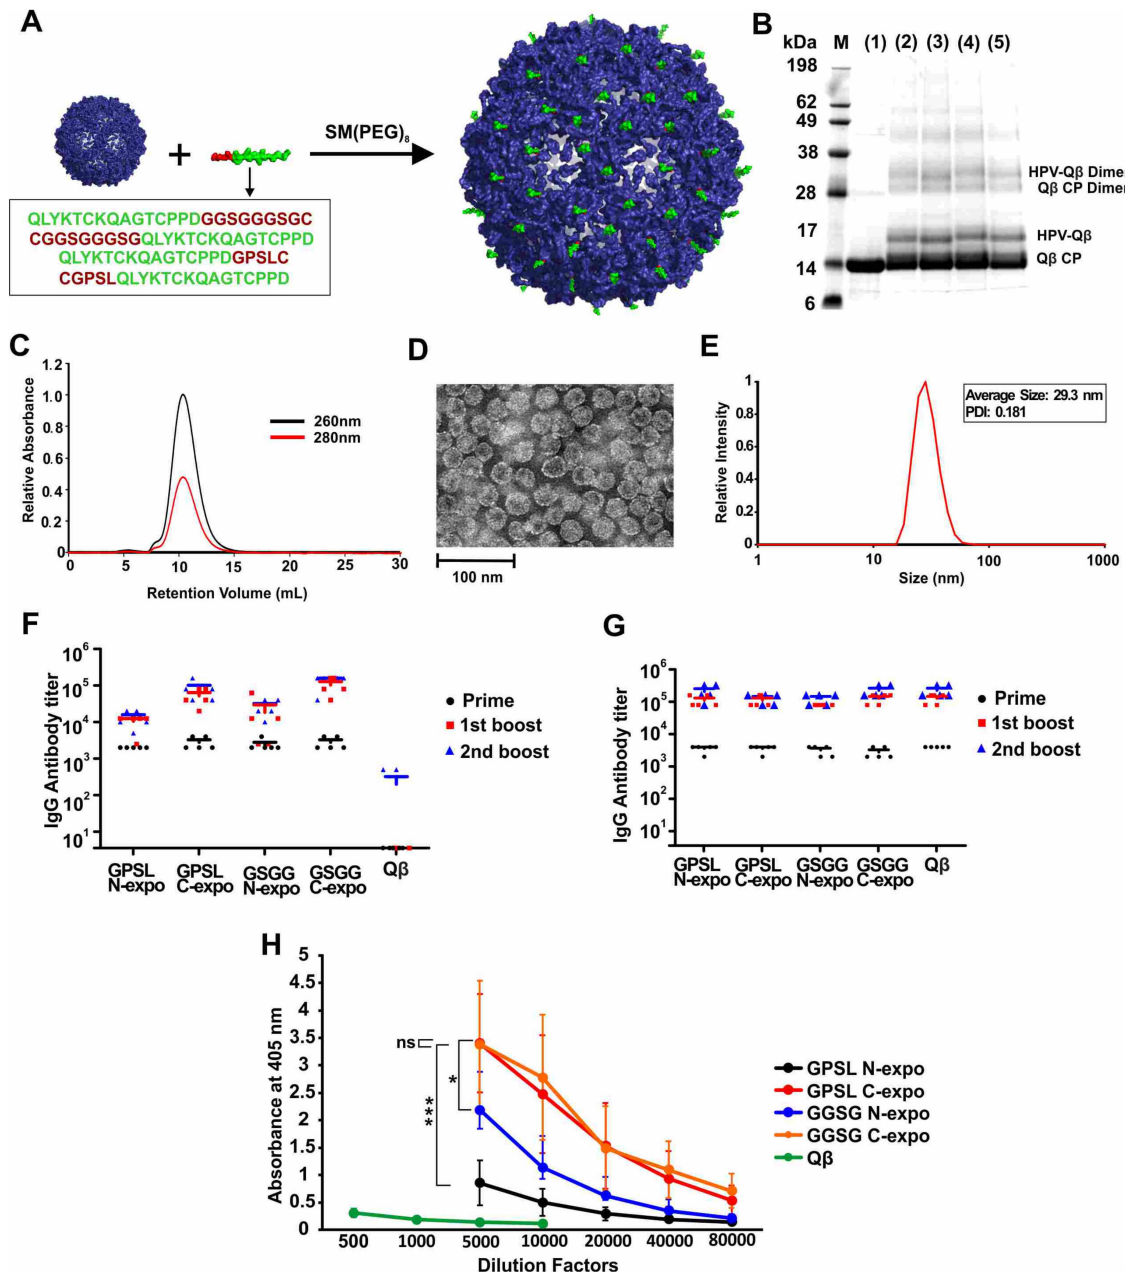 A
SM(PEG)8
QLYKTCKQAGTCPPDGGSGGGSGC
CGGSGGGSGQLYKTCKQAGTCPPD
QLYKTCKQAGTCPPDGPSLC
CGPSLQLYKTCKQAGTCPPD
B
kDa M (1) (2) (3) (4) (5)
198
62
49
38
28
17
14
6
HPV-Qβ Dimer
Qβ CP Dimer
HPV-Qβ
Qβ CP
C
Relative Absorbance
1.2
1.0
0.8
0.6
0.4
0.2
0
0 5 10 15 20 25 30
Retention Volume (mL)
260nm
280nm
D
100 nm
E
Relative Intensity
1
0.8
0.6
0.4
0.2
0
1 10 100 1000
Size (nm)
Average Size: 29.3 nm
PDI: 0.181
F
IgG Antibody titer
10^6
10^5
10^4
10^3
10^2
10^1
GPSL N-expo
GPSL C-expo
GSGG N-expo
GSGG C-expo
Qβ
Prime
1st boost
2nd boost
G
IgG Antibody titer
10^6
10^5
10^4
10^3
10^2
10^1
GPSL N-expo
GPSL C-expo
GSGG N-expo
GSGG C-expo
Qβ
Prime
1st boost
2nd boost
H
Absorbance at 405 nm
5
4.5
4
3.5
3
2.5
2
1.5
1
0.5
0
ns
*
***
500 1000 5000 10000 20000 40000 80000
Dilution Factors
GPSL N-expo
GPSL C-expo
GGSG N-expo
GGSG C-expo
Qβ